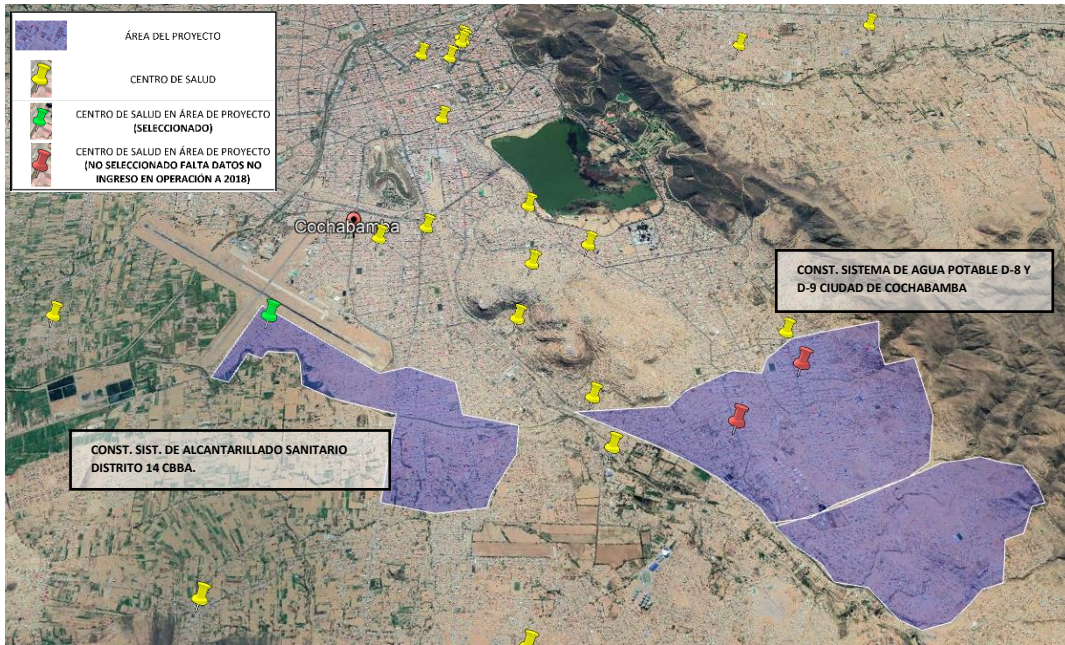 ÁREA DEL PROYECTO
CENTRO DE SALUD
CENTRO DE SALUD EN ÁREA DE PROYECTO
(SELECCIONADO)
CENTRO DE SALUD EN ÁREA DE PROYECTO
(NO SELECCIONADO FALTA DATOS NO
INGRESO EN OPERACIÓN A 2018)
Cochabamba
CONST. SISTEMA DE AGUA POTABLE D-8 Y
D-9 CIUDAD DE COCHABAMBA
CONST. SIST. DE ALCANTARILLADO SANITARIO
DISTRITO 14 CBBA.